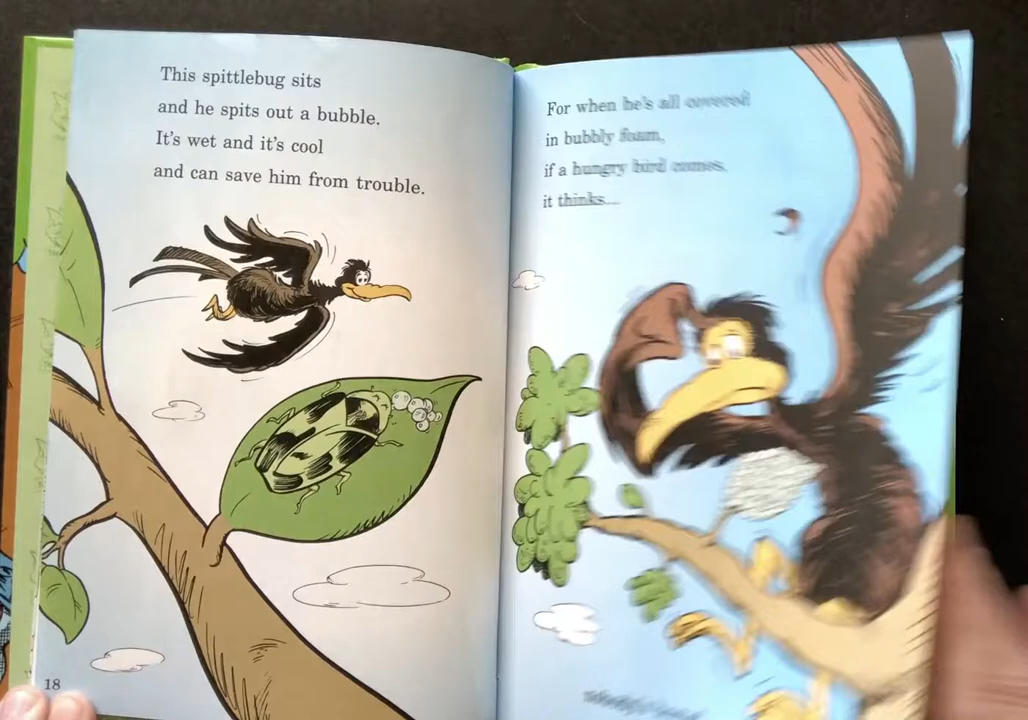 This spittlebug sits
and he spits out a bubble.
It's wet and it's cool
and can save him from trouble.
18
For when he's all covered
in bubbly foam,
if a hungry bird comes,
it thinks...